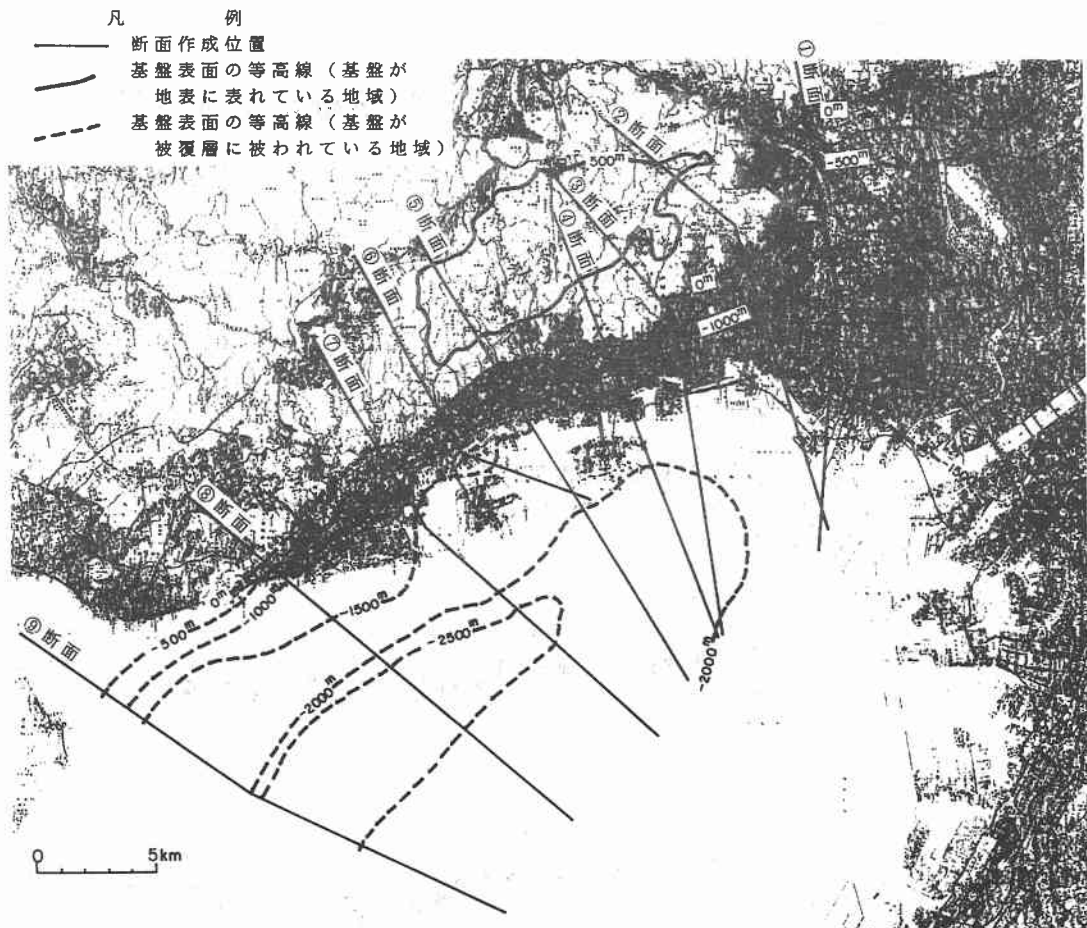 凡例
断面作成位置
基盤表面の等高線（基盤が
地表に表れている地域）
基盤表面の等高線（基盤が
被覆層に被われている地域）
①断面
0m
-500m
②断面
500m
③断面
④断面
⑤断面
⑥断面
⑦断面
0m
-1000m
⑧断面
⑨断面
0m
-500m
-1000m
-1500m
-2000m
-2500m
-2000m
0 5km